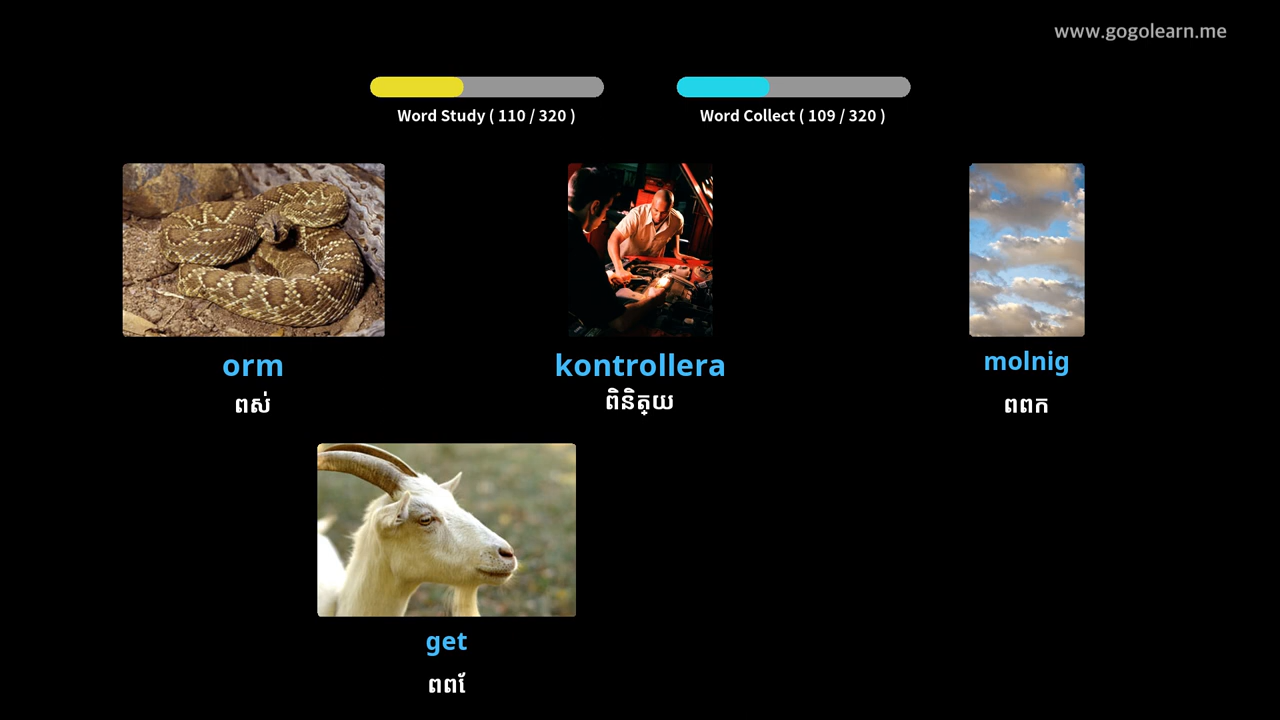 www.gogolearn.me
Word Study ( 110 / 320 )
Word Collect ( 109 / 320 )
orm
ពស់
kontrollera
ពិនិត្យ
molnig
ពពក
get
ពពែ